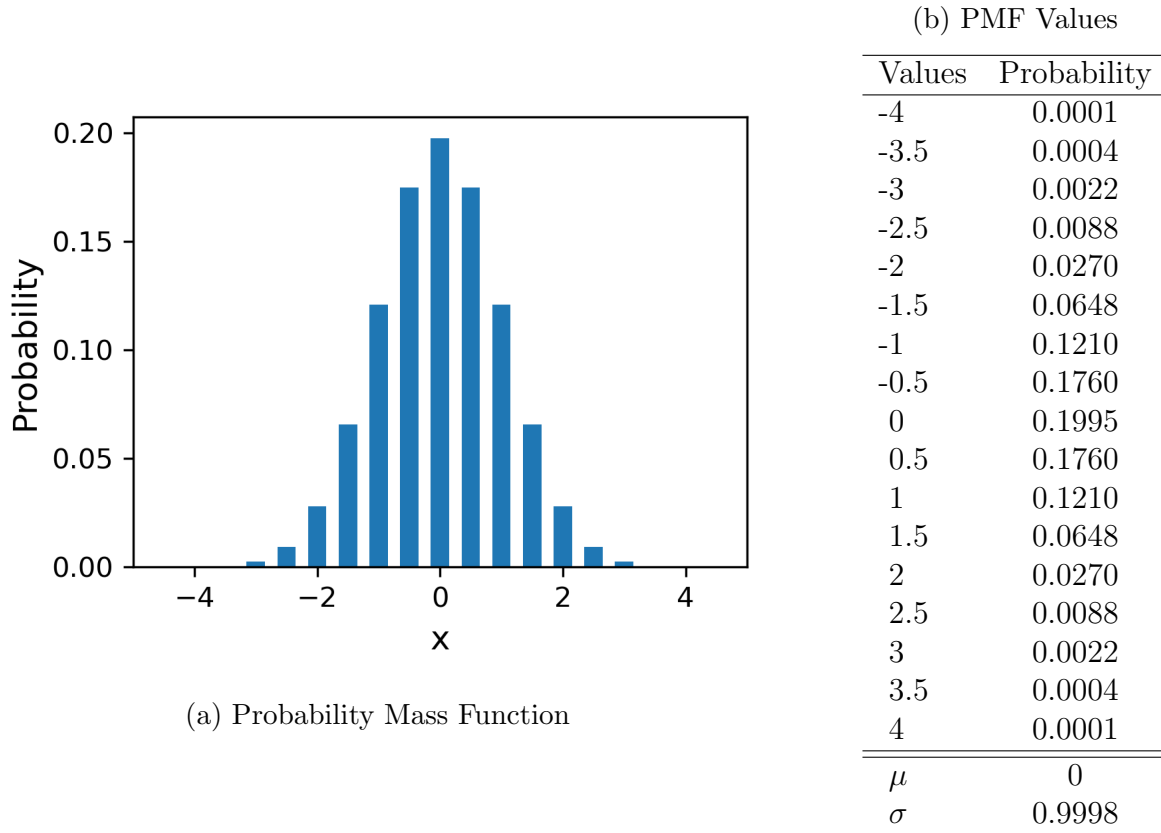 0.20
0.15
0.10
0.05
0.00
Probability
−4 −2 0 2 4
x
(a) Probability Mass Function
(b) PMF Values
Values Probability
-4 0.0001
-3.5 0.0004
-3 0.0022
-2.5 0.0088
-2 0.0270
-1.5 0.0648
-1 0.1210
-0.5 0.1760
0 0.1995
0.5 0.1760
1 0.1210
1.5 0.0648
2 0.0270
2.5 0.0088
3 0.0022
3.5 0.0004
4 0.0001
μ 0
σ 0.9998